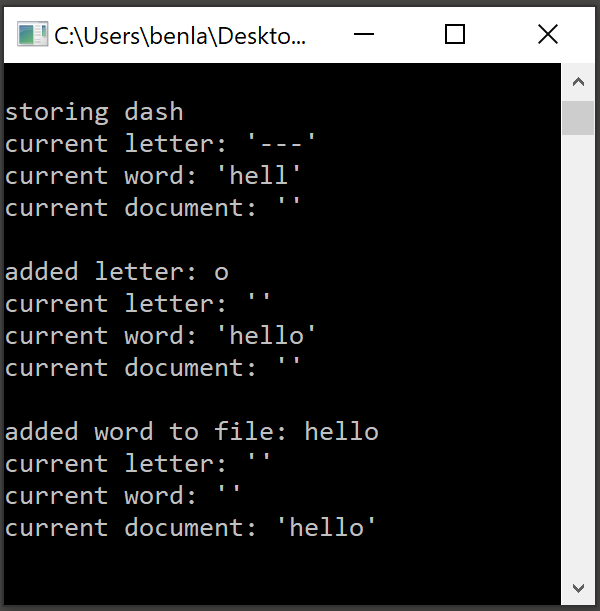 C:\Users\benla\Deskto...
storing dash
current letter: '---'
current word: 'hell'
current document: ''
added letter: o
current letter: ''
current word: 'hello'
current document: ''
added word to file: hello
current letter: ''
current word: ''
current document: 'hello'